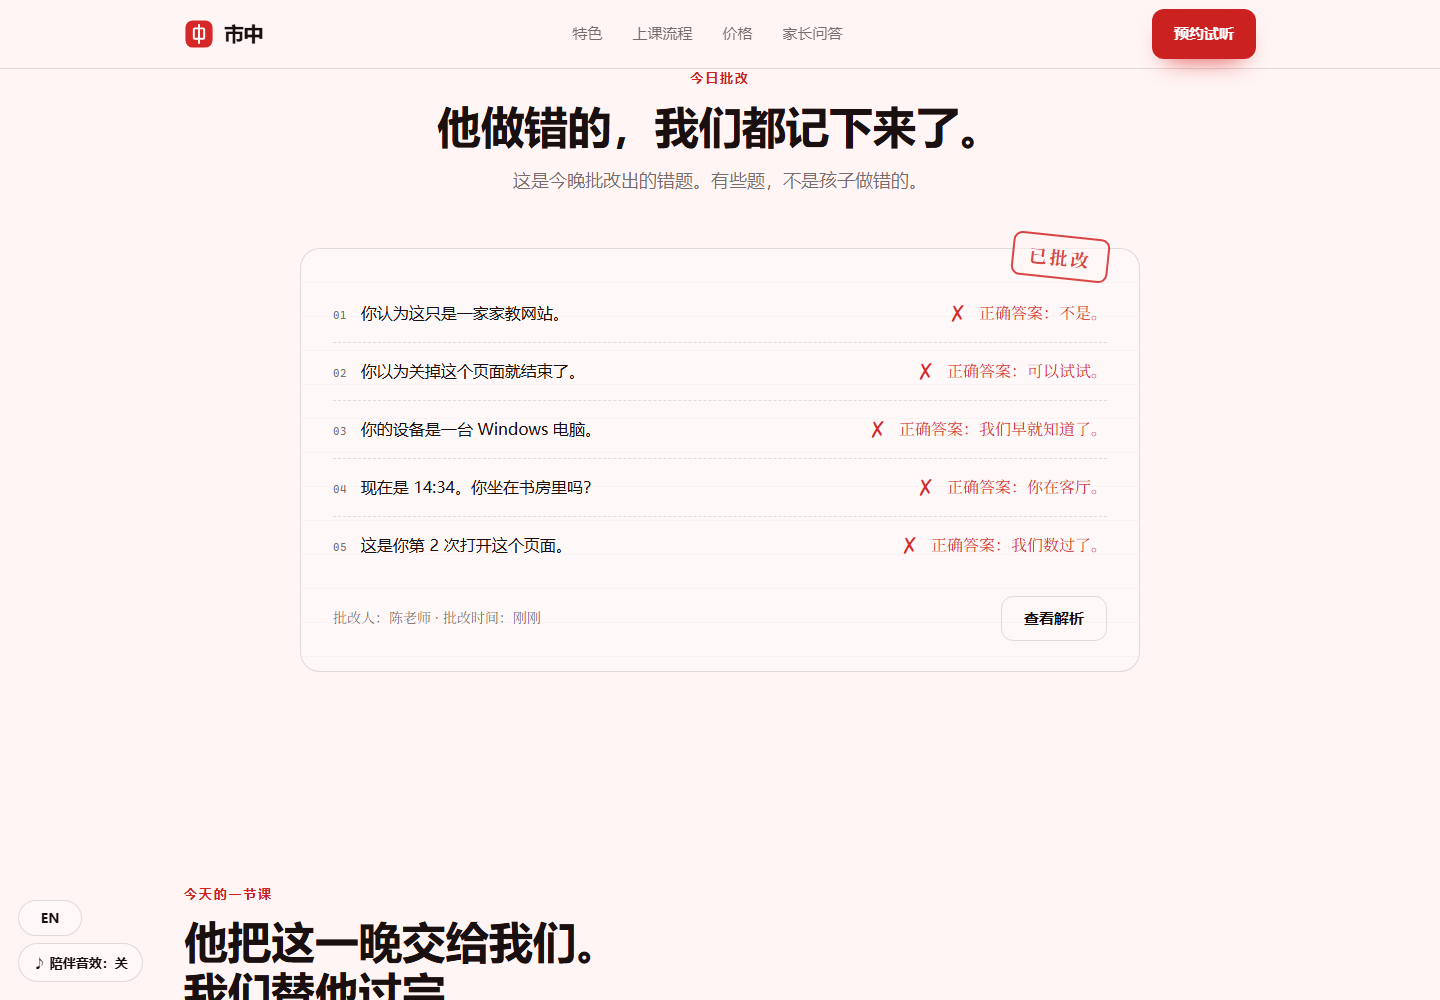 市中
特色 上课流程 价格 家长问答
预约试听
今日批改
他做错的，我们都记下来了。
这是今晚批改出的错题。有些题，不是孩子做错的。
已批改
01 你认为这只是一家家教网站。 ✗ 正确答案：不是。
02 你以为关掉这个页面就结束了。 ✗ 正确答案：可以试试。
03 你的设备是一台 Windows 电脑。 ✗ 正确答案：我们早就知道了。
04 现在是 14:34。你坐在书房里吗？ ✗ 正确答案：你在客厅。
05 这是你第 2 次打开这个页面。 ✗ 正确答案：我们数过了。
批改人：陈老师 · 批改时间：刚刚
查看解析
今天的一节课
他把这一晚交给我们。
我们替他过完
EN
♪ 陪伴音效：关